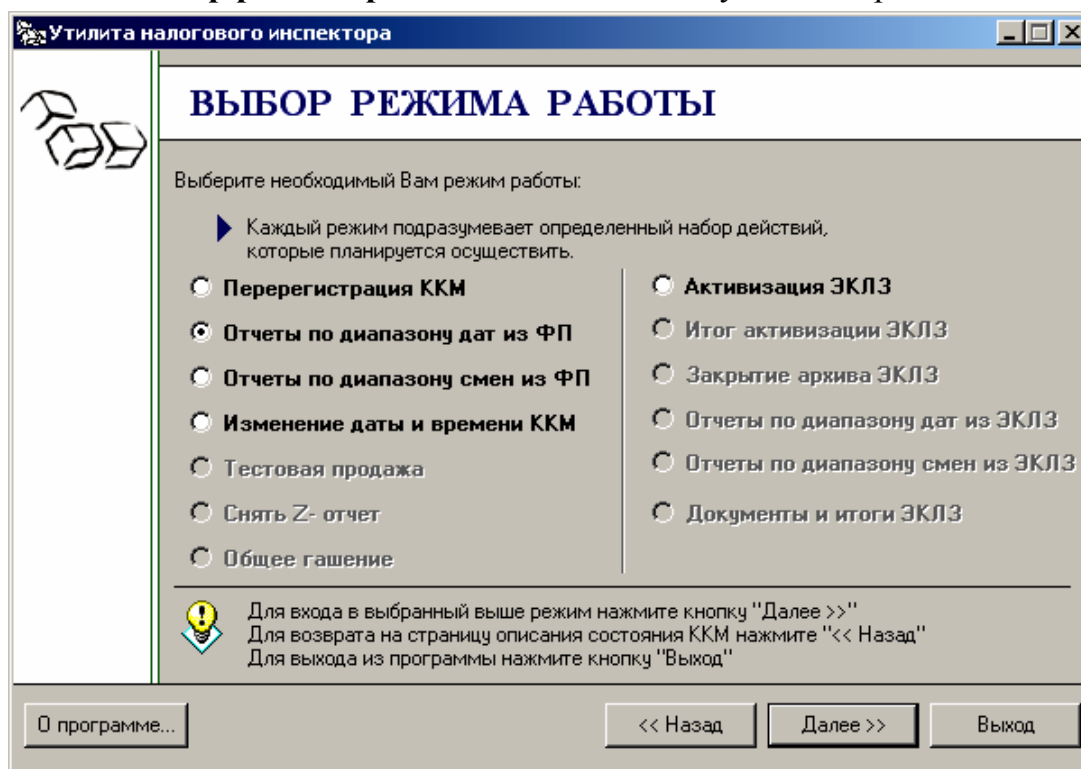 Утилита налогового инспектора
ВЫБОР РЕЖИМА РАБОТЫ
Выберите необходимый Вам режим работы:
Каждый режим подразумевает определенный набор действий,
которые планируется осуществить.
Перерегистрация ККМ
Отчеты по диапазону дат из ФП
Отчеты по диапазону смен из ФП
Изменение даты и времени ККМ
Тестовая продажа
Снять Z- отчет
Общее гашение
Активизация ЭКЛЗ
Итог активизации ЭКЛЗ
Закрытие архива ЭКЛЗ
Отчеты по диапазону дат из ЭКЛЗ
Отчеты по диапазону смен из ЭКЛЗ
Документы и итоги ЭКЛЗ
Для входа в выбранный выше режим нажмите кнопку "Далее >>"
Для возврата на страницу описания состояния ККМ нажмите "<< Назад"
Для выхода из программы нажмите кнопку "Выход"
О программе...
<< Назад
Далее >>
Выход